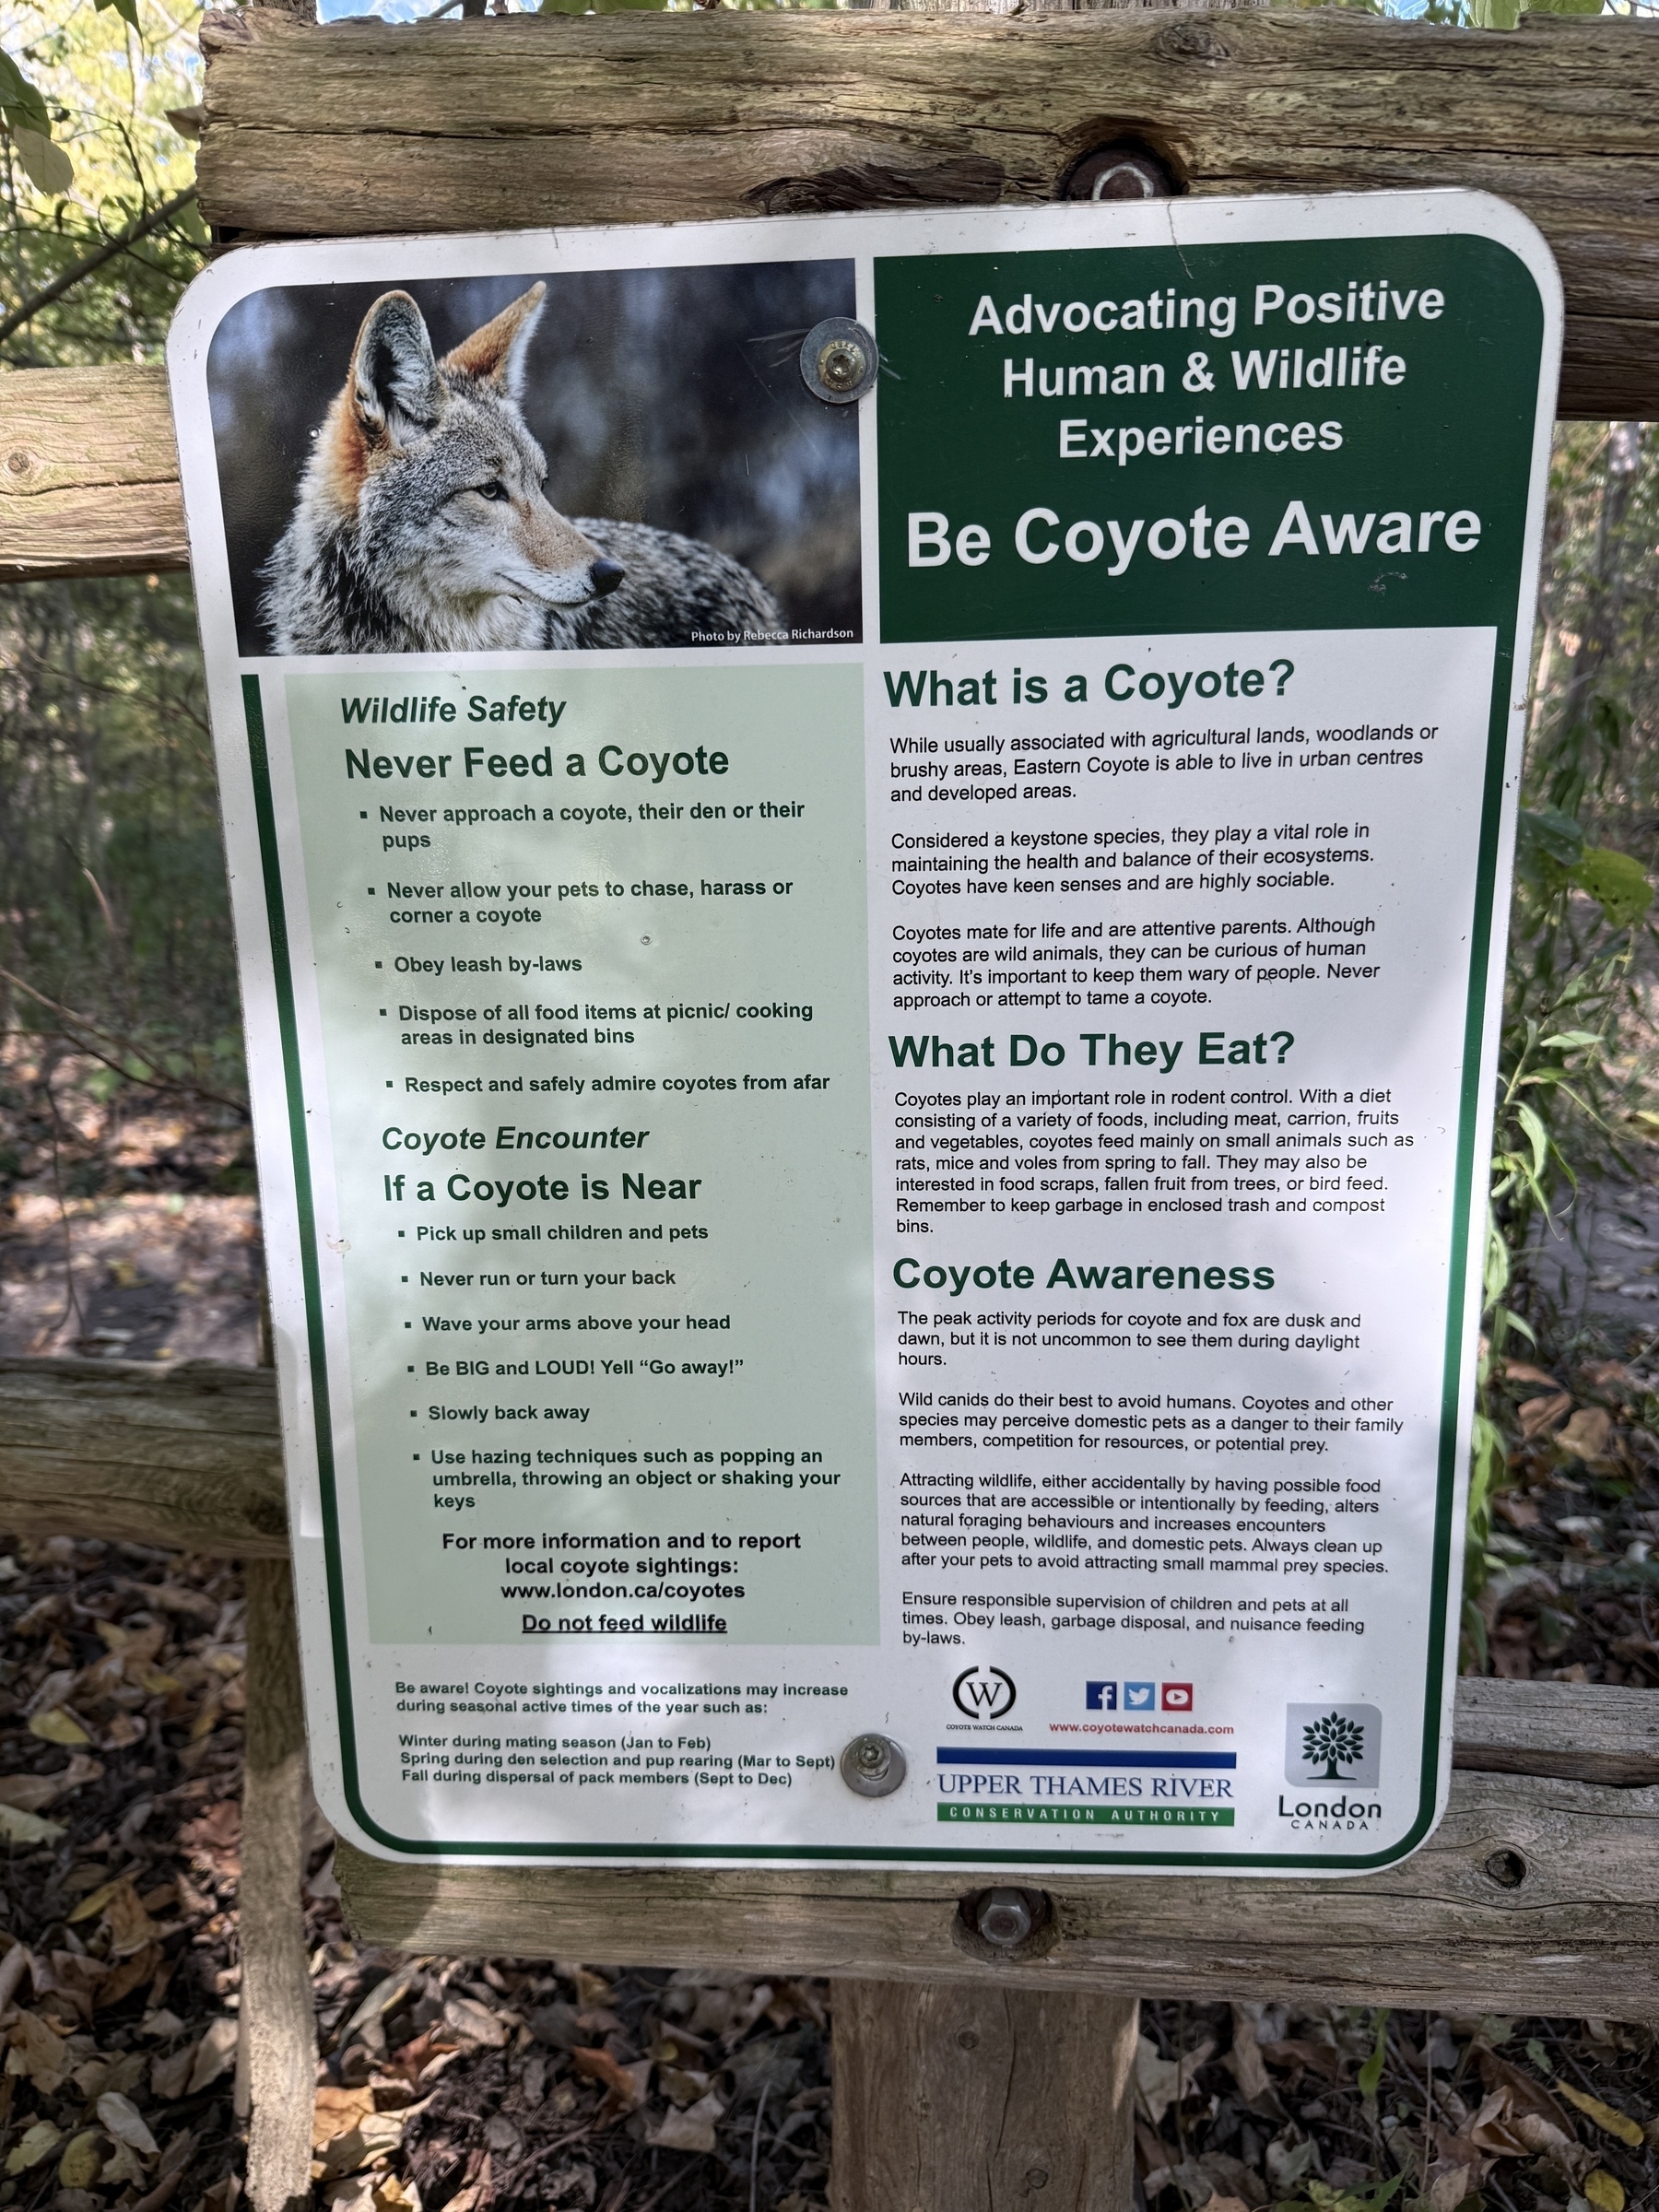 Photo by Rebecca Richardson
Advocating Positive
Human & Wildlife
Experiences
Be Coyote Aware
Wildlife Safety
Never Feed a Coyote
▪ Never approach a coyote, their den or their
pups
▪ Never allow your pets to chase, harass or
corner a coyote
▪ Obey leash by-laws
▪ Dispose of all food items at picnic/ cooking
areas in designated bins
▪ Respect and safely admire coyotes from afar
Coyote Encounter
If a Coyote is Near
▪ Pick up small children and pets
▪ Never run or turn your back
▪ Wave your arms above your head
▪ Be BIG and LOUD! Yell “Go away!”
▪ Slowly back away
▪ Use hazing techniques such as popping an
umbrella, throwing an object or shaking your
keys
For more information and to report
local coyote sightings:
www.london.ca/coyotes
Do not feed wildlife
Be aware! Coyote sightings and vocalizations may increase
during seasonal active times of the year such as:
Winter during mating season (Jan to Feb)
Spring during den selection and pup rearing (Mar to Sept)
Fall during dispersal of pack members (Sept to Dec)
What is a Coyote?
While usually associated with agricultural lands, woodlands or
brushy areas, Eastern Coyote is able to live in urban centres
and developed areas.
Considered a keystone species, they play a vital role in
maintaining the health and balance of their ecosystems.
Coyotes have keen senses and are highly sociable.
Coyotes mate for life and are attentive parents. Although
coyotes are wild animals, they can be curious of human
activity. It’s important to keep them wary of people. Never
approach or attempt to tame a coyote.
What Do They Eat?
Coyotes play an important role in rodent control. With a diet
consisting of a variety of foods, including meat, carrion, fruits
and vegetables, coyotes feed mainly on small animals such as
rats, mice and voles from spring to fall. They may also be
interested in food scraps, fallen fruit from trees, or bird feed.
Remember to keep garbage in enclosed trash and compost
bins.
Coyote Awareness
The peak activity periods for coyote and fox are dusk and
dawn, but it is not uncommon to see them during daylight
hours.
Wild canids do their best to avoid humans. Coyotes and other
species may perceive domestic pets as a danger to their family
members, competition for resources, or potential prey.
Attracting wildlife, either accidentally by having possible food
sources that are accessible or intentionally by feeding, alters
natural foraging behaviours and increases encounters
between people, wildlife, and domestic pets. Always clean up
after your pets to avoid attracting small mammal prey species.
Ensure responsible supervision of children and pets at all
times. Obey leash, garbage disposal, and nuisance feeding
by-laws.
W
COYOTE WATCH CANADA
www.coyotewatchcanada.com
UPPER THAMES RIVER
CONSERVATION AUTHORITY
London
CANADA